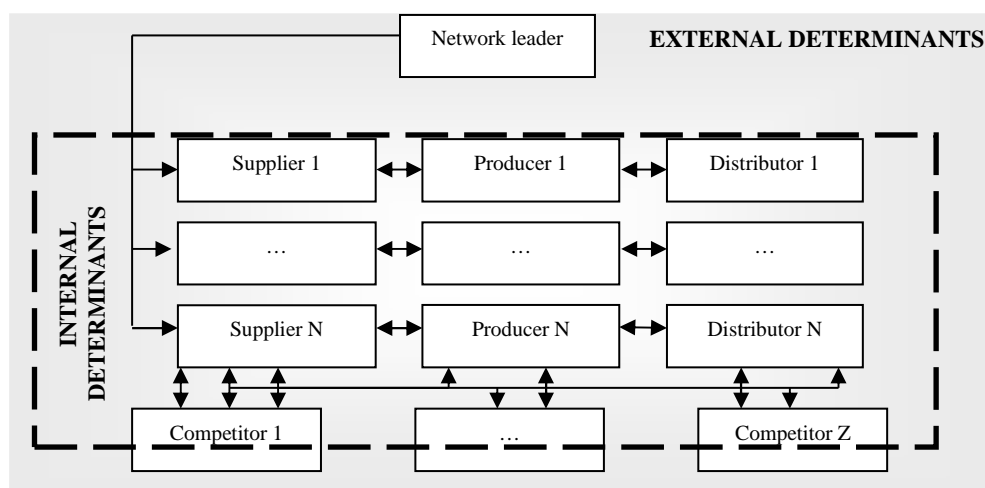 Network leader
EXTERNAL DETERMINANTS
Supplier 1
Producer 1
Distributor 1
INTERNAL
DETERMINANTS
…
…
…
Supplier N
Producer N
Distributor N
Competitor 1
…
Competitor Z